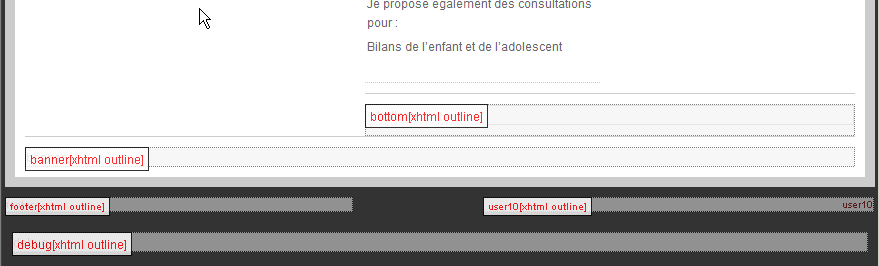 Je propose également des consultations
pour :
Bilans de l'enfant et de l'adolescent
bottom[xhtml outline]
banner[xhtml outline]
footer[xhtml outline]
user10[xhtml outline]
user10
debug[xhtml outline]